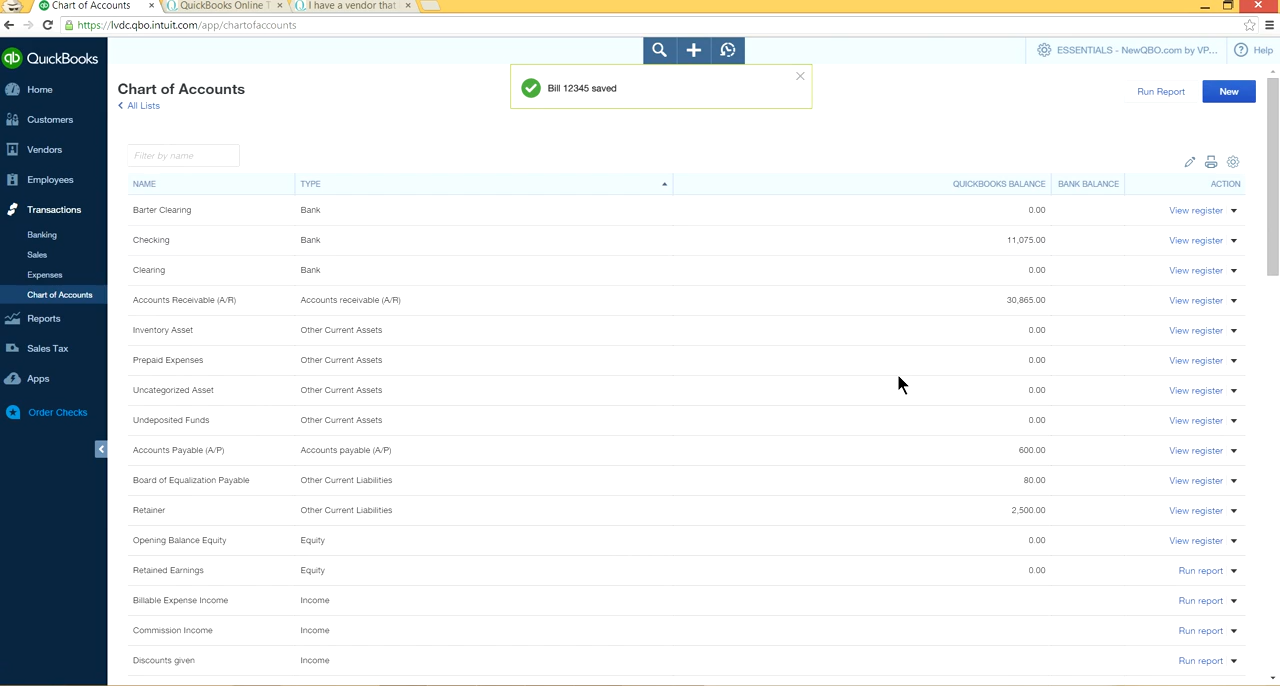 Chart of Accounts × QuickBooks Online T × I have a vendor that ×
https://lvdc.qbo.intuit.com/app/chartofaccounts
qb QuickBooks
ESSENTIALS - NewQBO.com by VP... Help
Home
Customers
Vendors
Employees
Transactions
Banking
Sales
Expenses
Chart of Accounts
Reports
Sales Tax
Apps
Order Checks
Chart of Accounts
All Lists
Bill 12345 saved
Run Report New
Filter by name
NAME TYPE QUICKBOOKS BALANCE BANK BALANCE ACTION
Barter Clearing Bank 0.00 View register
Checking Bank 11,075.00 View register
Clearing Bank 0.00 View register
Accounts Receivable (A/R) Accounts receivable (A/R) 30,865.00 View register
Inventory Asset Other Current Assets 0.00 View register
Prepaid Expenses Other Current Assets 0.00 View register
Uncategorized Asset Other Current Assets 0.00 View register
Undeposited Funds Other Current Assets 0.00 View register
Accounts Payable (A/P) Accounts payable (A/P) 600.00 View register
Board of Equalization Payable Other Current Liabilities 80.00 View register
Retainer Other Current Liabilities 2,500.00 View register
Opening Balance Equity Equity 0.00 View register
Retained Earnings Equity 0.00 Run report
Billable Expense Income Income Run report
Commission Income Income Run report
Discounts given Income Run report